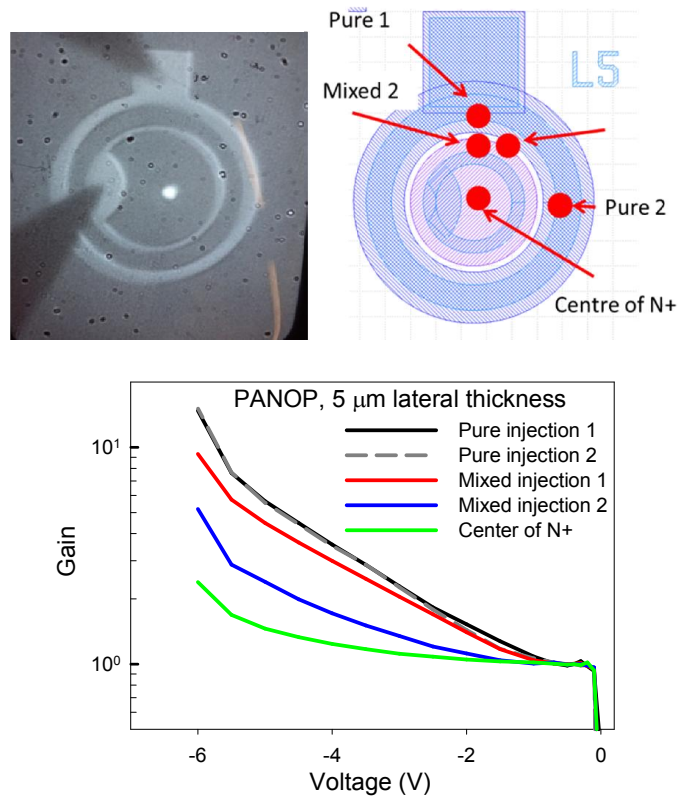 Pure 1
L5
Mixed 2
Pure 2
Centre of N+
PANOP, 5 μm lateral thickness
Pure injection 1
Pure injection 2
Mixed injection 1
Mixed injection 2
Center of N+
10¹
10⁰
Gain
-6 -4 -2 0
Voltage (V)